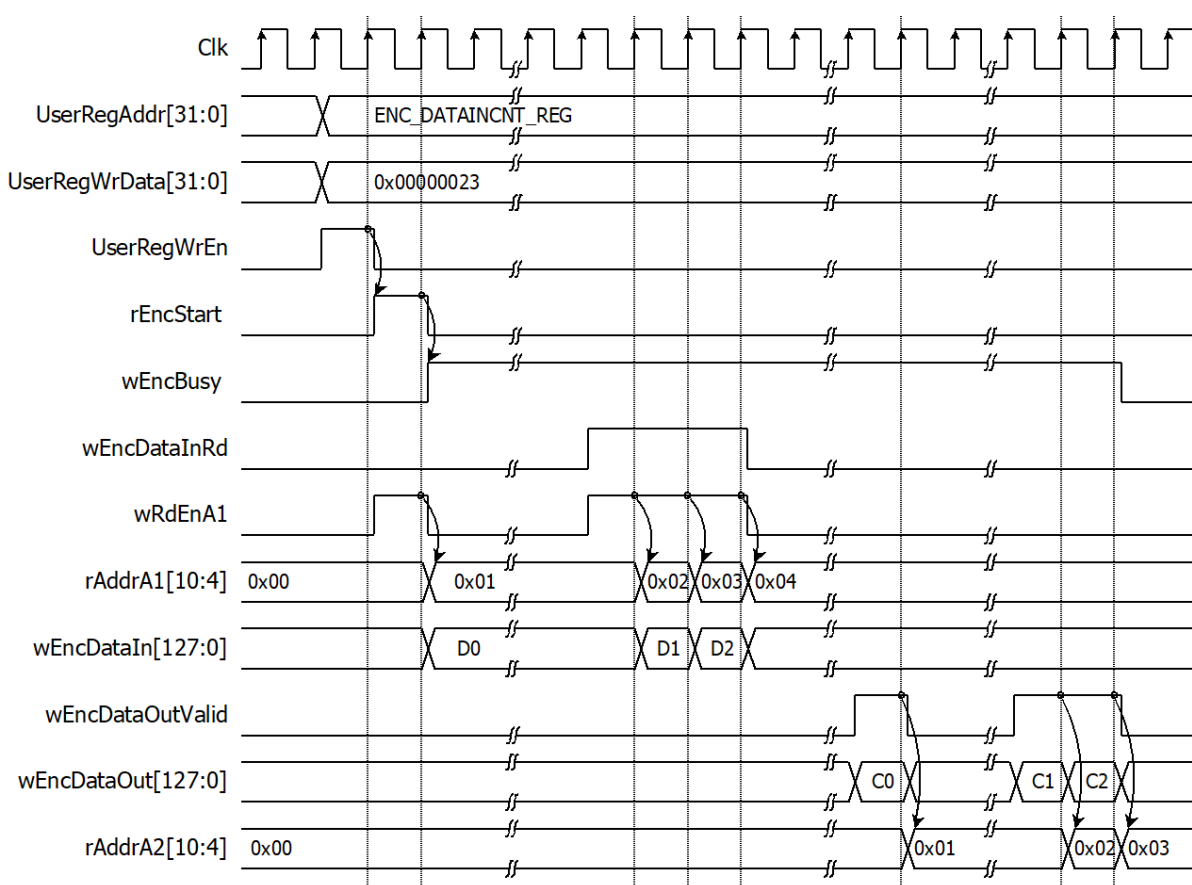 Clk
UserRegAddr[31:0] ENC_DATAINCNT_REG
UserRegWrData[31:0] 0x00000023
UserRegWrEn
rEncStart
wEncBusy
wEncDataInRd
wRdEnA1
rAddrA1[10:4] 0x00 0x01 0x02 0x03 0x04
wEncDataIn[127:0] D0 D1 D2
wEncDataOutValid
wEncDataOut[127:0] C0 C1 C2
rAddrA2[10:4] 0x00 0x01 0x02 0x03